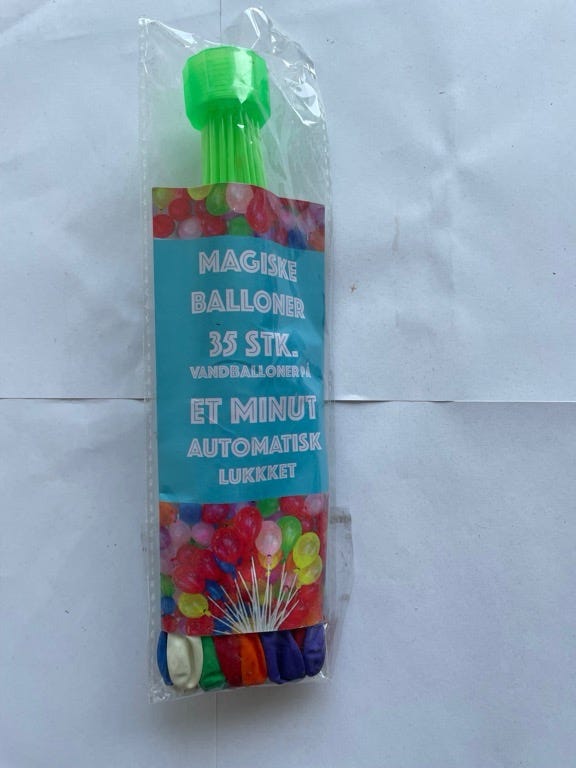 MAGISKE
BALLONER
35 STK.
VANDBALLONER PÅ
ET MINUT
AUTOMATISK
LUKKKET